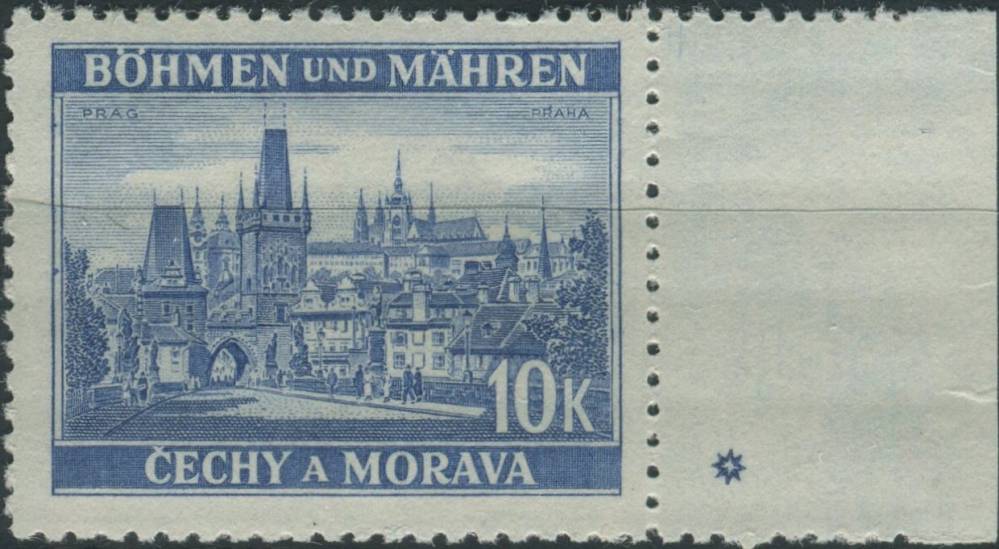 BÖHMEN UND MÄHREN
PRAG PRAHA
10K
ČECHY A MORAVA